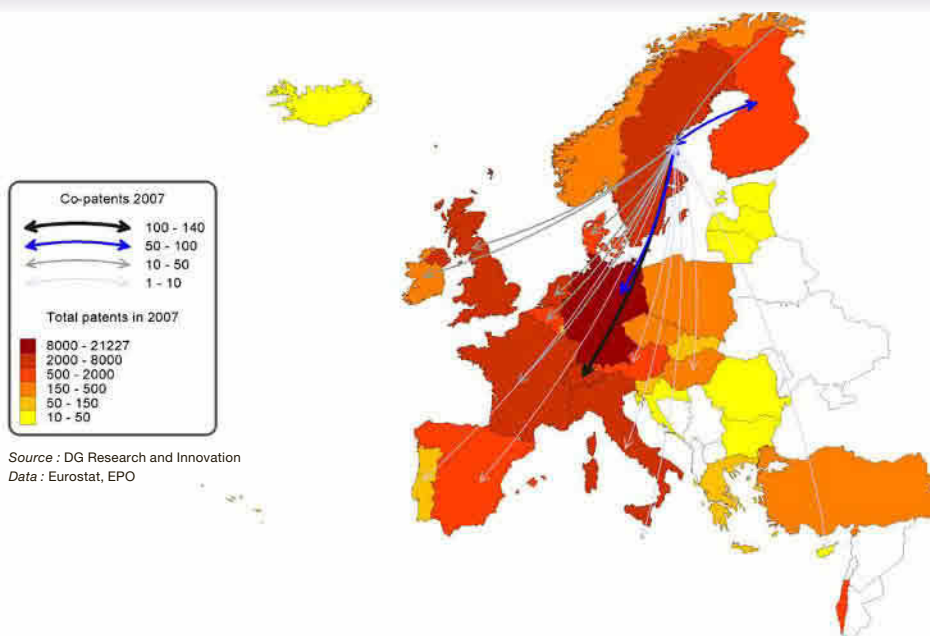 Co-patents 2007
100 - 140
50 - 100
10 - 50
1 - 10
Total patents in 2007
8000 - 21227
2000 - 8000
500 - 2000
150 - 500
50 - 150
10 - 50
Source : DG Research and Innovation
Data : Eurostat, EPO